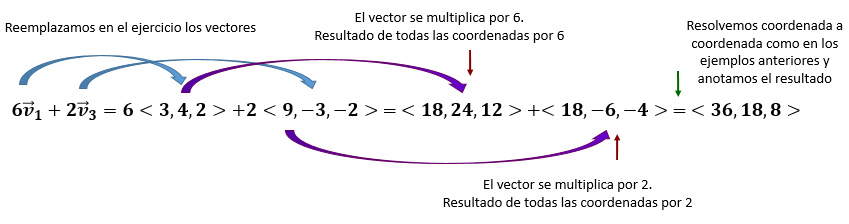 El vector se multiplica por 6.
Resultado de todas las coordenadas por 6
Reemplazamos en el ejercicio los vectores
Resolvemos coordenada a
coordenada como en los
ejemplos anteriores y
anotamos el resultado
6v⃗₁ + 2v⃗₃ = 6 < 3, 4, 2 > +2 < 9, −3, −2 > =< 18, 24, 12 > +< 18, −6, −4 > =< 36, 18, 8 >
El vector se multiplica por 2.
Resultado de todas las coordenadas por 2